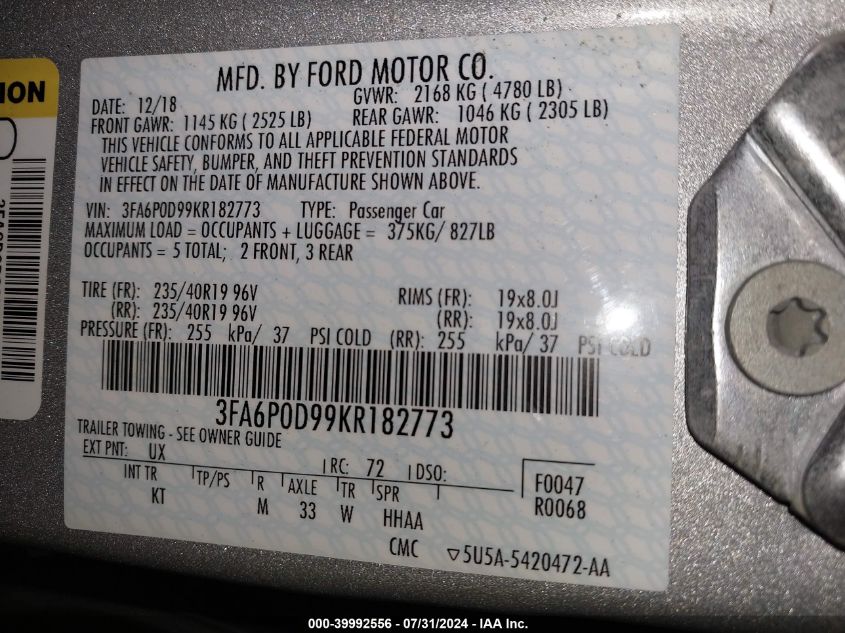 MFD. BY FORD MOTOR CO.
DATE: 12/18 GVWR: 2168 KG ( 4780 LB)
FRONT GAWR: 1145 KG ( 2525 LB) REAR GAWR: 1046 KG ( 2305 LB)
THIS VEHICLE CONFORMS TO ALL APPLICABLE FEDERAL MOTOR
VEHICLE SAFETY, BUMPER, AND THEFT PREVENTION STANDARDS
IN EFFECT ON THE DATE OF MANUFACTURE SHOWN ABOVE.
VIN: 3FA6P0D99KR182773 TYPE: Passenger Car
MAXIMUM LOAD = OCCUPANTS + LUGGAGE = 375KG/ 827LB
OCCUPANTS = 5 TOTAL; 2 FRONT, 3 REAR
TIRE (FR): 235/40R19 96V RIMS (FR): 19x8.0J
(RR): 235/40R19 96V (RR): 19x8.0J
PRESSURE (FR): 255 kPa/ 37 PSI COLD (RR): 255 kPa/ 37 PSI COLD
3FA6P0D99KR182773
TRAILER TOWING - SEE OWNER GUIDE
EXT PNT: UX RC: 72 DSO: F0047
INT TR TP/PS R AXLE TR SPR R0068
KT M 33 W HHAA
CMC ▽5U5A-5420472-AA
ION
000-39992556 - 07/31/2024 - IAA Inc.